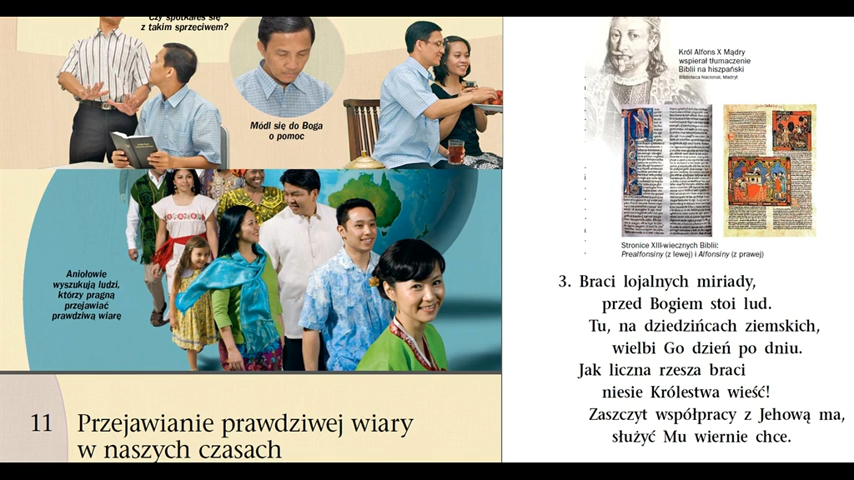 Czy spotkałeś się
z takim sprzeciwem?
Módl się do Boga
o pomoc
Aniołowie
wyszukują ludzi,
którzy pragną
przejawiać
prawdziwą wiarę
11 Przejawianie prawdziwej wiary
w naszych czasach
Król Alfons X Mądry
wspierał tłumaczenie
Biblii na hiszpański
Biblioteca Nacional, Madryt
Stronice XIII-wiecznych Biblii:
Prealfonsiny (z lewej) i Alfonsiny (z prawej)
3. Braci lojalnych miriady,
przed Bogiem stoi lud.
Tu, na dziedzińcach ziemskich,
wielbi Go dzień po dniu.
Jak liczna rzesza braci
niesie Królestwa wieść!
Zaszczyt współpracy z Jehową ma,
służyć Mu wiernie chce.